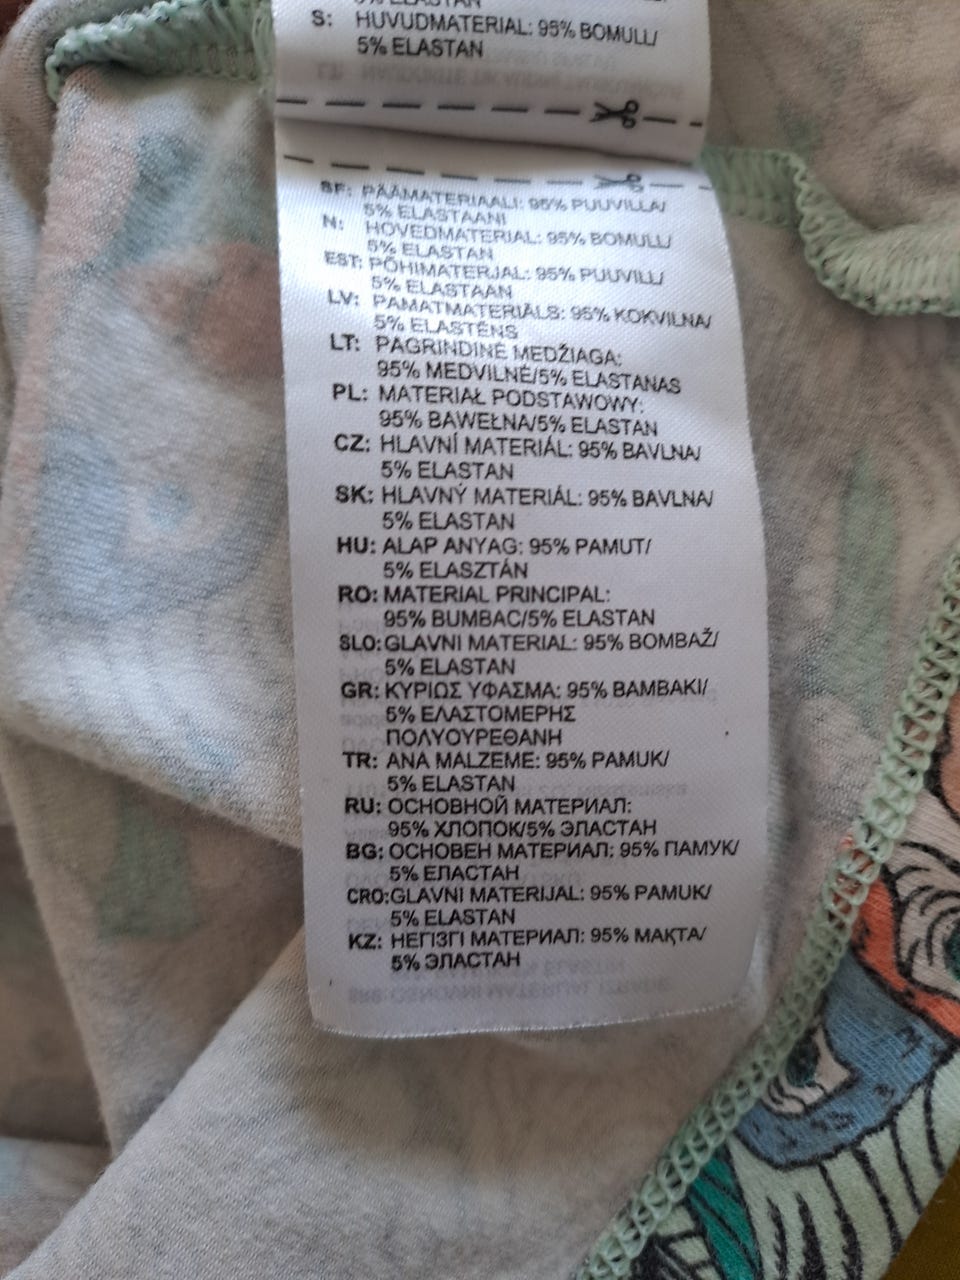 5% ELASTAN
S: HUVUDMATERIAL: 95% BOMULL/
5% ELASTAN
SF: PÄÄMATERIAALI: 95% PUUVILLA/
5% ELASTAANI
N: HOVEDMATERIAL: 95% BOMULL/
5% ELASTAN
EST: PÕHIMATERJAL: 95% PUUVILL/
5% ELASTAAN
LV: PAMATMATERIĀLS: 95% KOKVILNA/
5% ELASTĒNS
LT: PAGRINDINĖ MEDŽIAGA:
95% MEDVILNĖ/5% ELASTANAS
PL: MATERIAŁ PODSTAWOWY:
95% BAWEŁNA/5% ELASTAN
CZ: HLAVNÍ MATERIÁL: 95% BAVLNA/
5% ELASTAN
SK: HLAVNÝ MATERIÁL: 95% BAVLNA/
5% ELASTAN
HU: ALAP ANYAG: 95% PAMUT/
5% ELASZTÁN
RO: MATERIAL PRINCIPAL:
95% BUMBAC/5% ELASTAN
SLO: GLAVNI MATERIAL: 95% BOMBAŽ/
5% ELASTAN
GR: ΚΥΡΙΩΣ ΥΦΑΣΜΑ: 95% ΒΑΜΒΑΚΙ/
5% ΕΛΑΣΤΟΜΕΡΗΣ
ΠΟΛΥΟΥΡΕΘΑΝΗ
TR: ANA MALZEME: 95% PAMUK/
5% ELASTAN
RU: ОСНОВНОЙ МАТЕРИАЛ:
95% ХЛОПОК/5% ЭЛАСТАН
BG: ОСНОВЕН МАТЕРИАЛ: 95% ПАМУК/
5% ЕЛАСТАН
CRO: GLAVNI MATERIJAL: 95% PAMUK/
5% ELASTAN
KZ: НЕГІЗГІ МАТЕРИАЛ: 95% МАҚТА/
5% ЭЛАСТАН